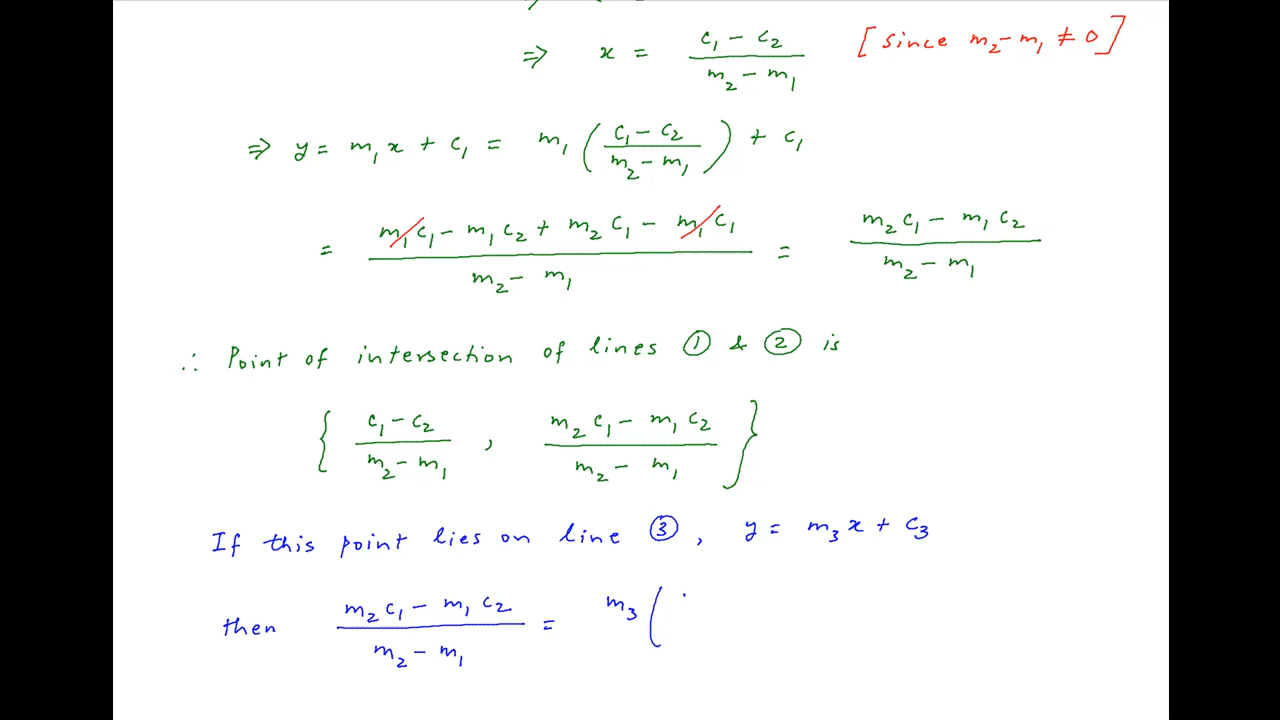 ⇒ x = (c₁ − c₂)/(m₂ − m₁) [since m₂ − m₁ ≠ 0]
⇒ y = m₁x + c₁ = m₁((c₁ − c₂)/(m₂ − m₁)) + c₁
= (m₁c₁ − m₁c₂ + m₂c₁ − m₁c₁)/(m₂ − m₁) = (m₂c₁ − m₁c₂)/(m₂ − m₁)
∴ Point of intersection of lines ① & ② is
{(c₁ − c₂)/(m₂ − m₁), (m₂c₁ − m₁c₂)/(m₂ − m₁)}
If this point lies on line ③, y = m₃x + c₃
then (m₂c₁ − m₁c₂)/(m₂ − m₁) = m₃(